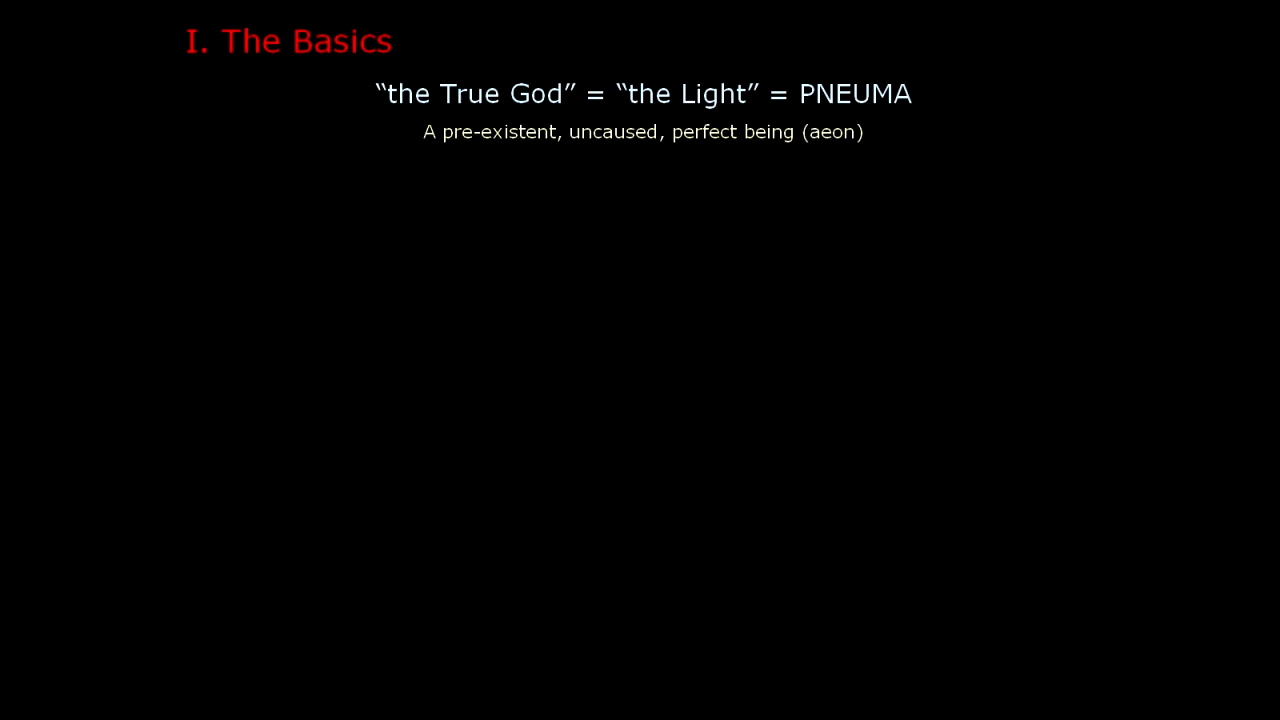 I. The Basics
“the True God” = “the Light” = PNEUMA
A pre-existent, uncaused, perfect being (aeon)